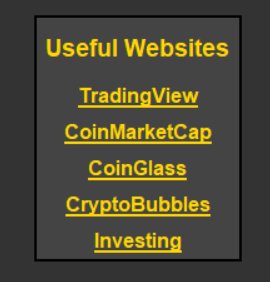 Useful Websites
TradingView
CoinMarketCap
CoinGlass
CryptoBubbles
Investing